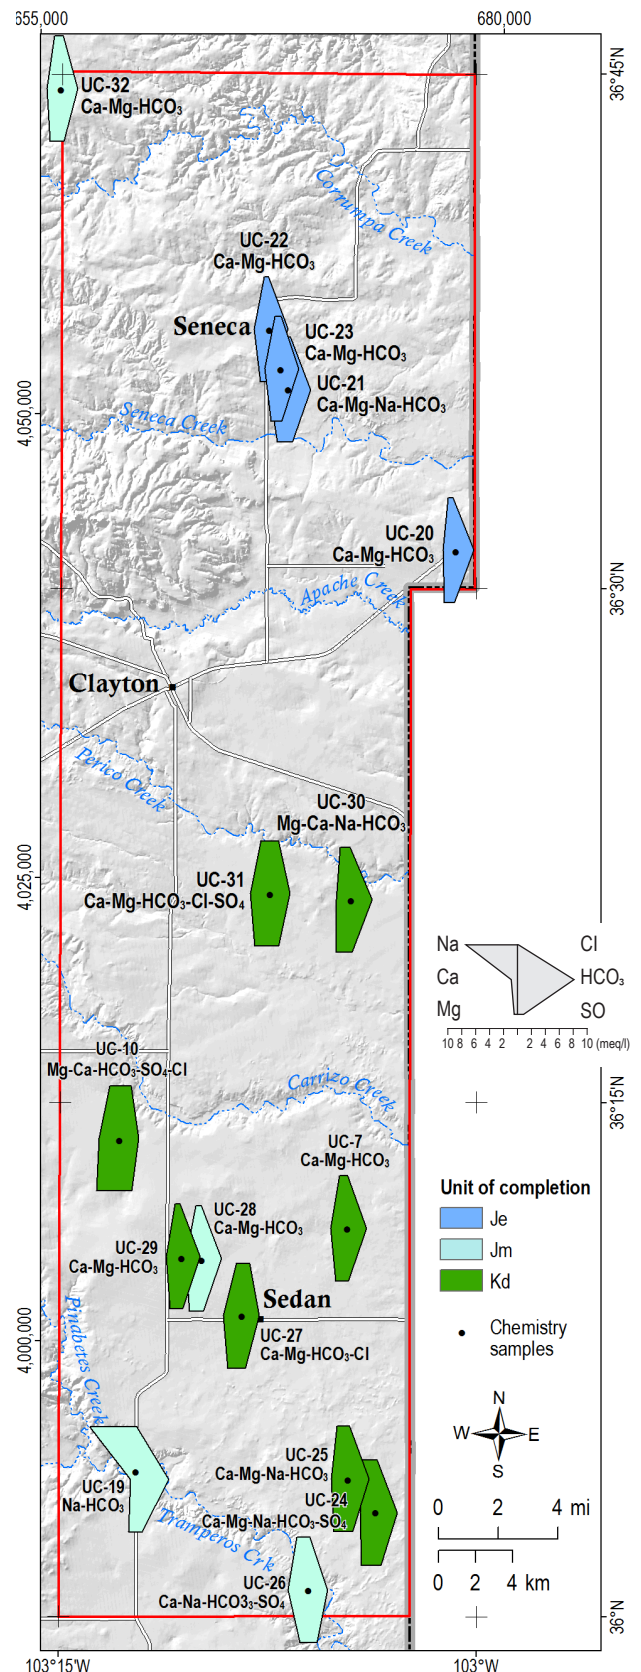 655,000
680,000
36°45'N
UC-32
Ca-Mg-HCO₃
Corrumpa Creek
UC-22
Ca-Mg-HCO₃
Seneca
UC-23
Ca-Mg-HCO₃
UC-21
Ca-Mg-Na-HCO₃
4,050,000
Seneca Creek
UC-20
Ca-Mg-HCO₃
36°30'N
Apache Creek
Clayton
Perico Creek
UC-30
Mg-Ca-Na-HCO₃
UC-31
Ca-Mg-HCO₃-Cl-SO₄
4,025,000
Na
Cl
Ca
HCO₃
Mg
SO
10 8 6 4 2 2 4 6 8 10 (meq/l)
UC-10
Mg-Ca-HCO₃-SO₄-Cl
Carrizo Creek
36°15'N
UC-7
Ca-Mg-HCO₃
Unit of completion
Je
Jm
Kd
Chemistry
samples
UC-28
Ca-Mg-HCO₃
UC-29
Ca-Mg-HCO₃
Sedan
UC-27
Ca-Mg-HCO₃-Cl
4,000,000
Pinabetes Creek
N
W
E
S
UC-25
Ca-Mg-Na-HCO₃
UC-19
Na-HCO₃
UC-24
Ca-Mg-Na-HCO₃-SO₄
Tramperos Crk
0 2 4 mi
0 2 4 km
UC-26
Ca-Na-HCO3₃-SO₄
36°N
103°15'W
103°W